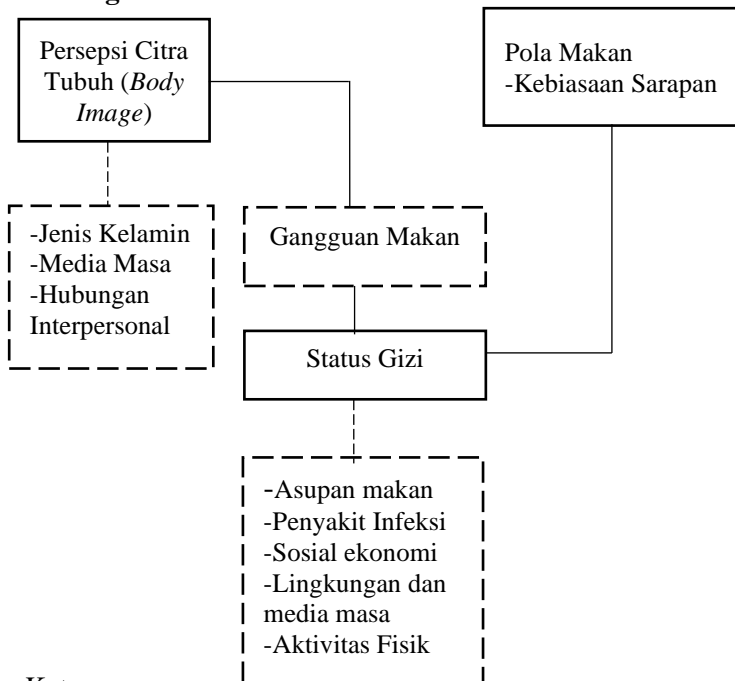 Persepsi Citra
Tubuh (Body
Image)
Pola Makan
-Kebiasaan Sarapan
-Jenis Kelamin
-Media Masa
-Hubungan
Interpersonal
Gangguan Makan
Status Gizi
-Asupan makan
-Penyakit Infeksi
-Sosial ekonomi
-Lingkungan dan
media masa
-Aktivitas Fisik